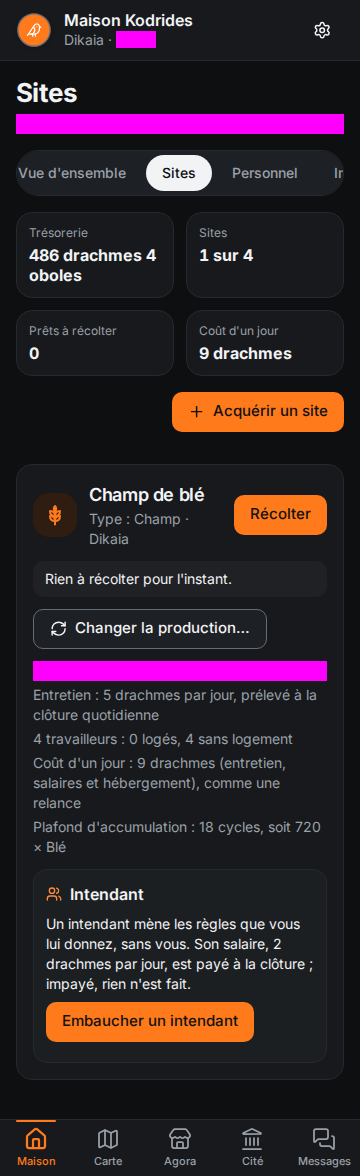 Maison Kodrides
Dikaia ·
Sites
Vue d'ensemble
Sites
Personnel
Trésorerie
486 drachmes 4
oboles
Sites
1 sur 4
Prêts à récolter
0
Coût d'un jour
9 drachmes
Acquérir un site
Champ de blé
Type : Champ ·
Dikaia
Récolter
Rien à récolter pour l'instant.
Changer la production...
Entretien : 5 drachmes par jour, prélevé à la
clôture quotidienne
4 travailleurs : 0 logés, 4 sans logement
Coût d'un jour : 9 drachmes (entretien,
salaires et hébergement), comme une
relance
Plafond d'accumulation : 18 cycles, soit 720
× Blé
Intendant
Un intendant mène les règles que vous
lui donnez, sans vous. Son salaire, 2
drachmes par jour, est payé à la clôture ;
impayé, rien n'est fait.
Embaucher un intendant
Maison
Carte
Agora
Cité
Messages